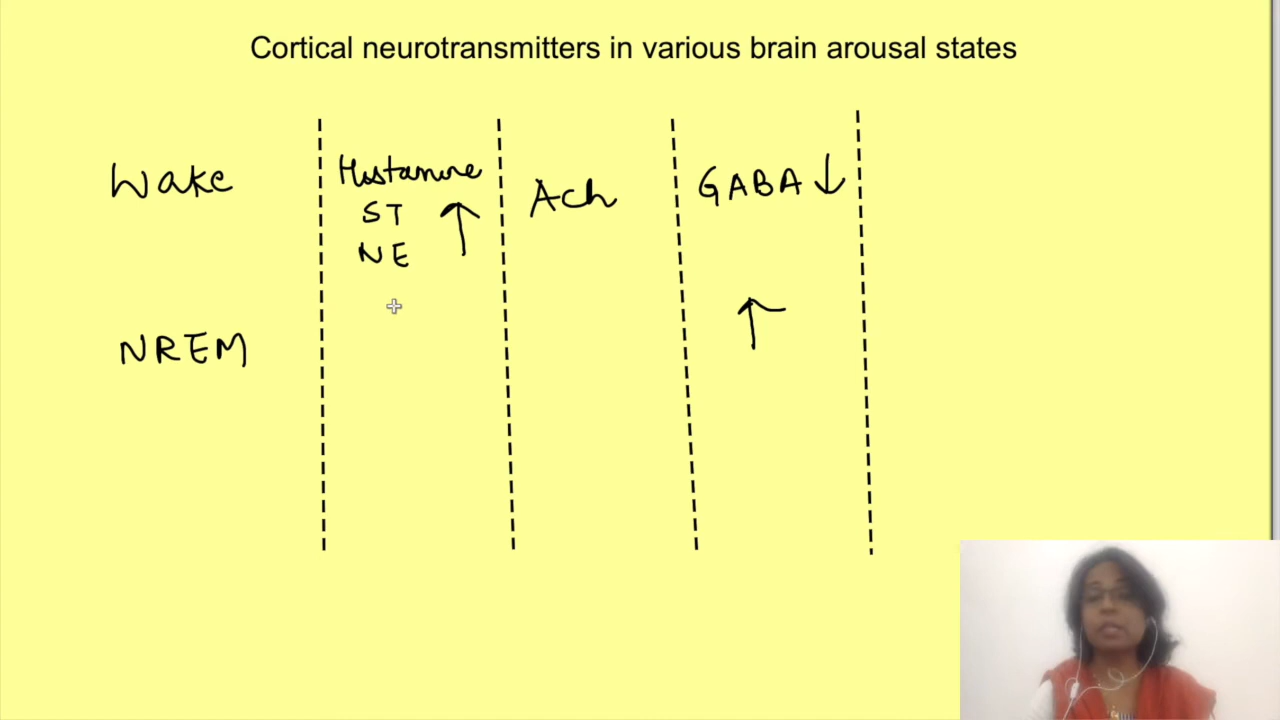 Cortical neurotransmitters in various brain arousal states
Wake
Histamine
ST ↑
NE
Ach
GABA ↓
NREM
↑